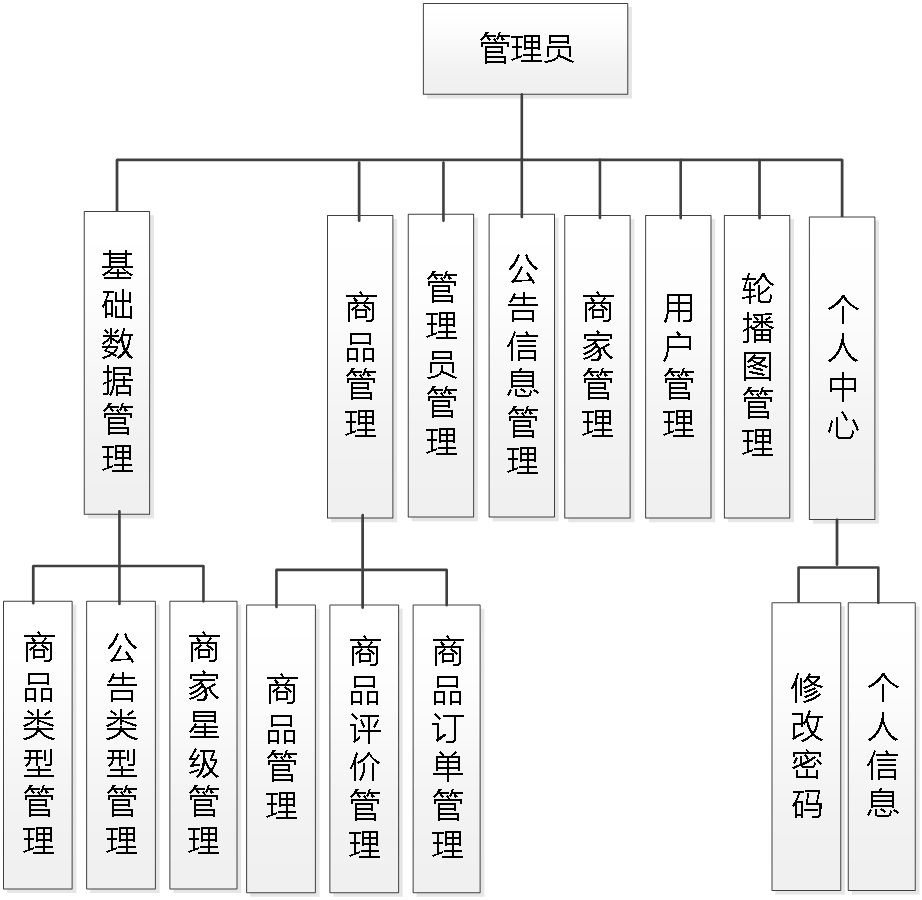 管理员
基础数据管理
商品管理
管理员管理
公告信息管理
商家管理
用户管理
轮播图管理
个人中心
商品类型管理
公告类型管理
商家星级管理
商品管理
商品评价管理
商品订单管理
修改密码
个人信息